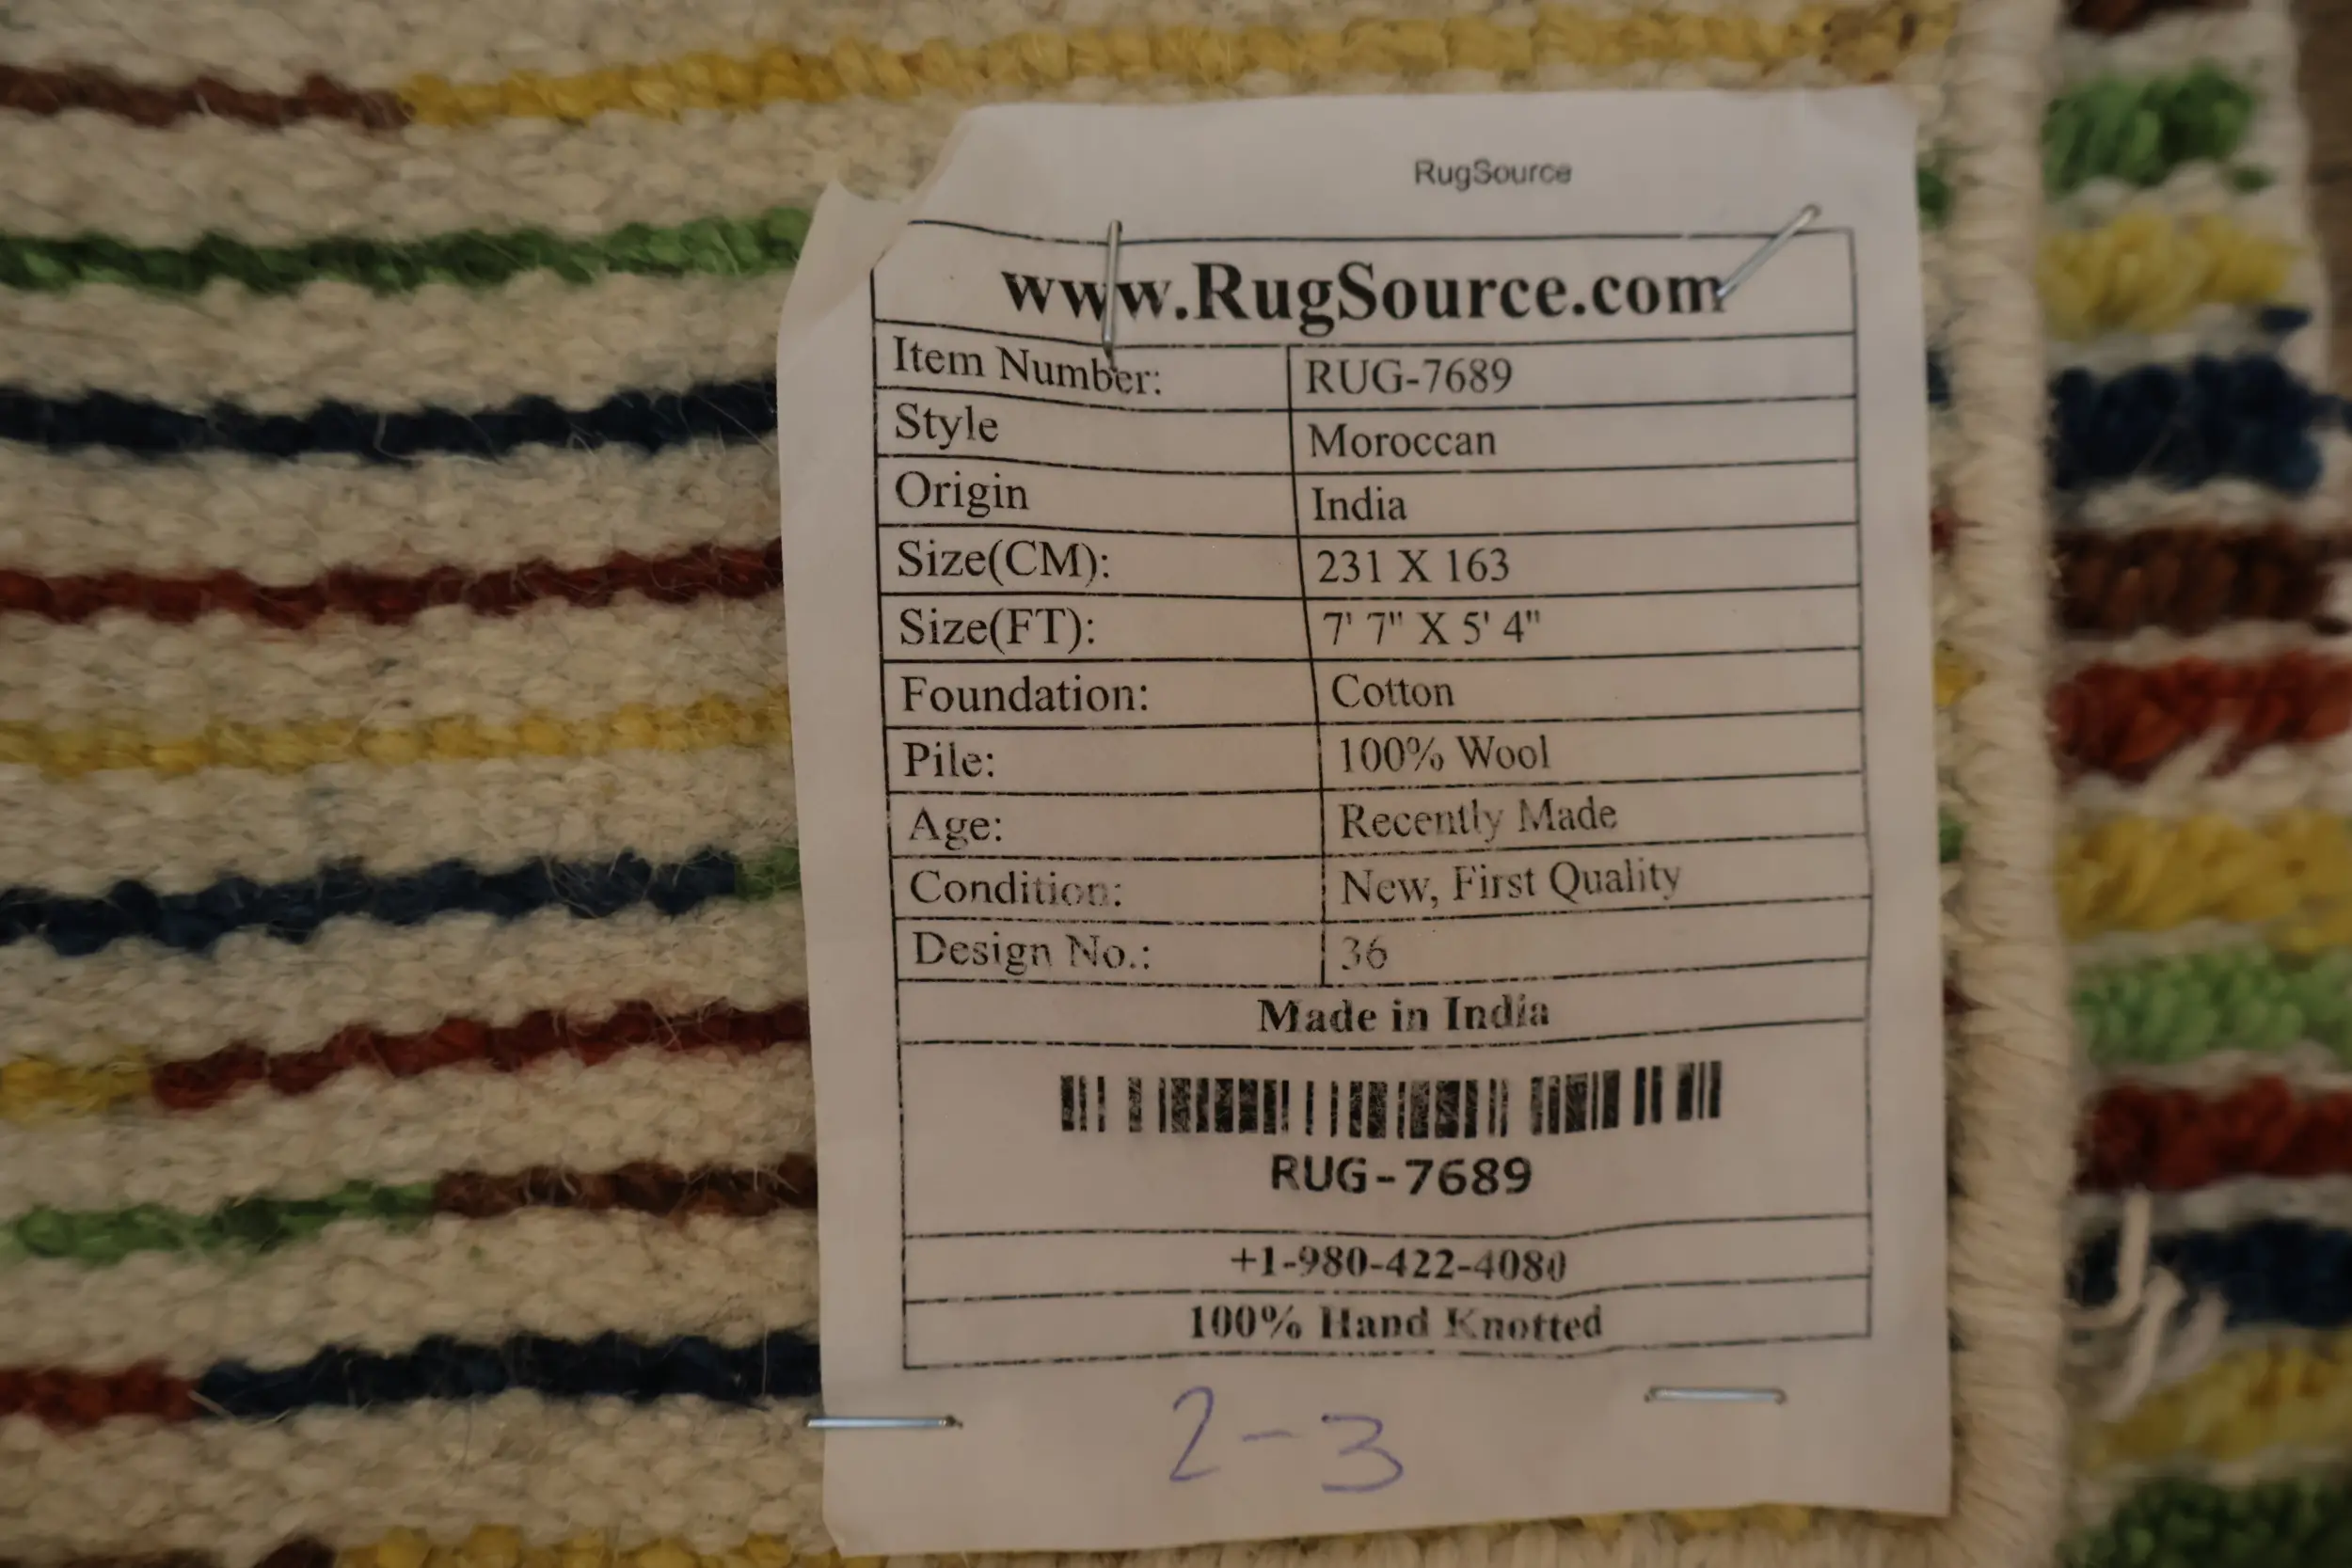 RugSource
www.RugSource.com
Item Number: RUG-7689
Style Moroccan
Origin India
Size(CM): 231 X 163
Size(FT): 7' 7" X 5' 4"
Foundation: Cotton
Pile: 100% Wool
Age: Recently Made
Condition: New, First Quality
Design No.: 36
Made in India
RUG-7689
+1-980-422-4080
100% Hand Knotted
2-3